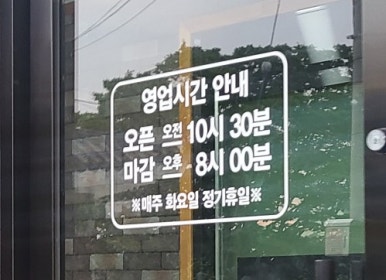 영업시간 안내
오픈 오전 10시 30분
마감 오후 8시 00분
※매주 화요일 정기휴일※